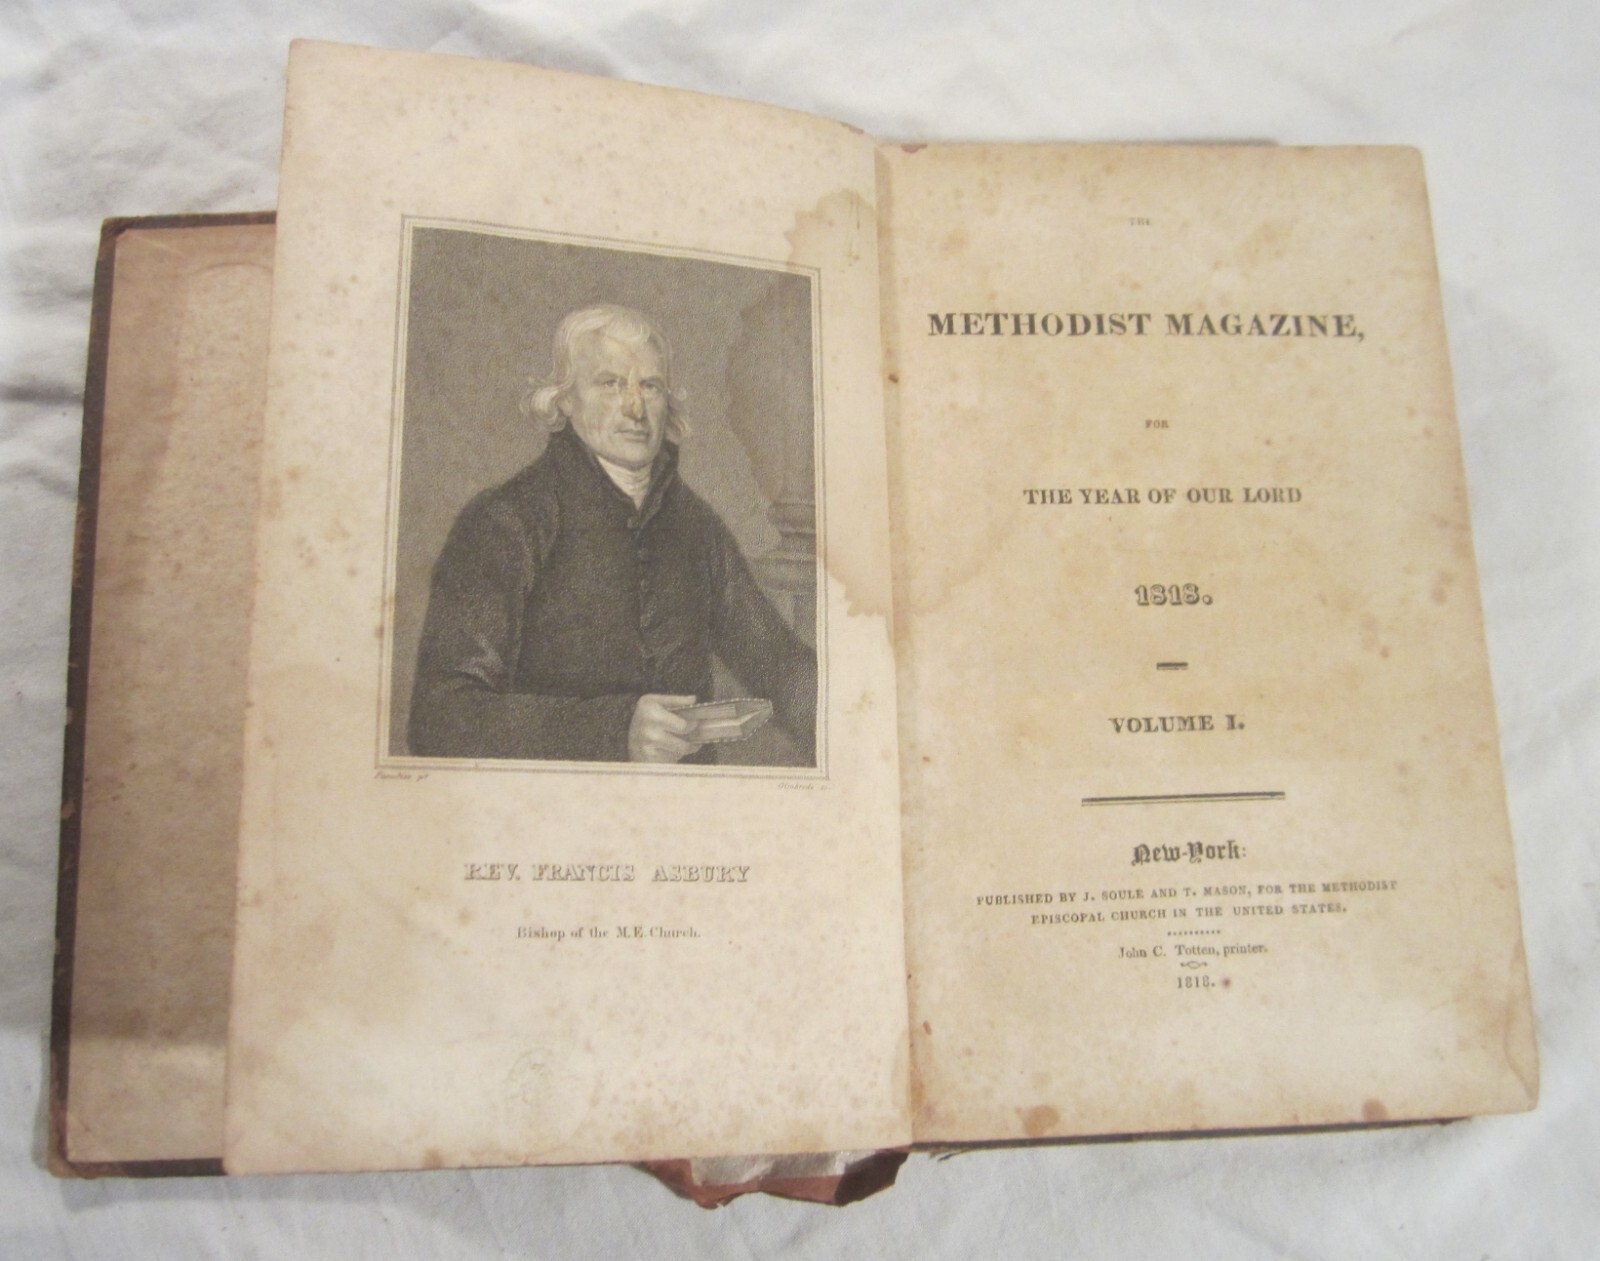 REV. FRANCIS ASBURY
Bishop of the M.E. Church.
THE
METHODIST MAGAZINE,
FOR
THE YEAR OF OUR LORD
1818.
VOLUME I.
New-York:
PUBLISHED BY J. SOULE AND T. MASON, FOR THE METHODIST
EPISCOPAL CHURCH IN THE UNITED STATES.
John C. Totten, printer.
1818.